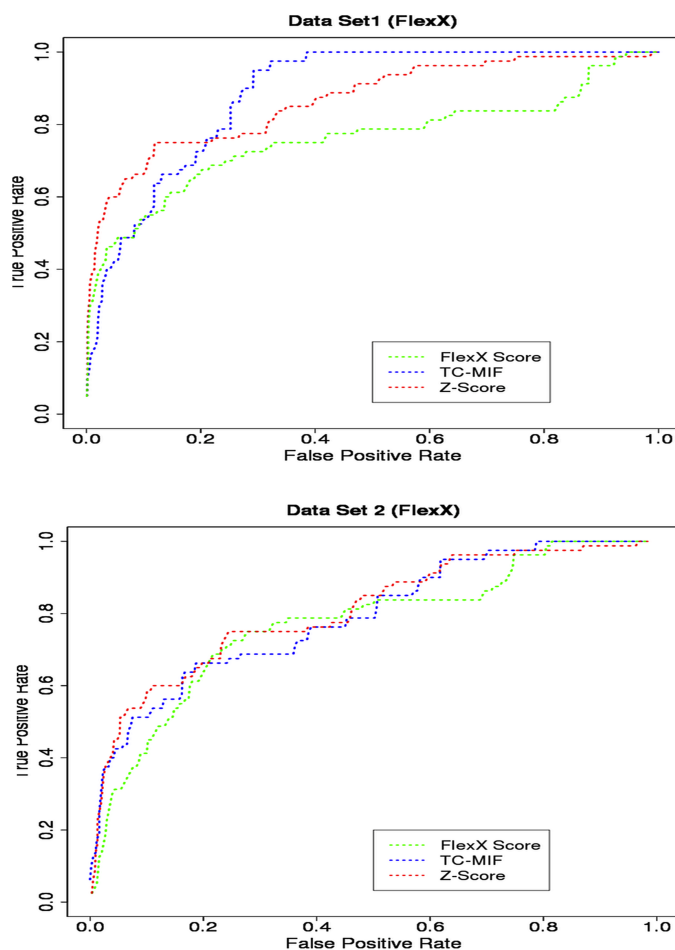 Data Set1 (FlexX)
1.0
0.8
0.6
0.4
0.2
0.0
True Positive Rate
FlexX Score
TC-MIF
Z-Score
0.0 0.2 0.4 0.6 0.8 1.0
False Positive Rate
Data Set 2 (FlexX)
1.0
0.8
0.6
0.4
0.2
0.0
True Positive Rate
FlexX Score
TC-MIF
Z-Score
0.0 0.2 0.4 0.6 0.8 1.0
False Positive Rate